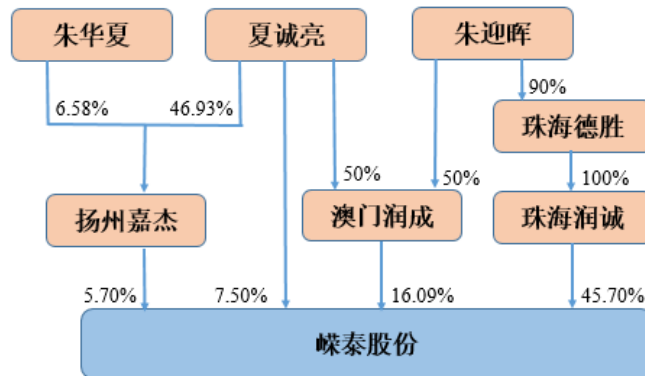 朱华夏
夏诚亮
朱迎晖
6.58%
46.93%
90%
珠海德胜
50%
50%
100%
扬州嘉杰
澳门润成
珠海润诚
5.70%
7.50%
16.09%
45.70%
嵘泰股份